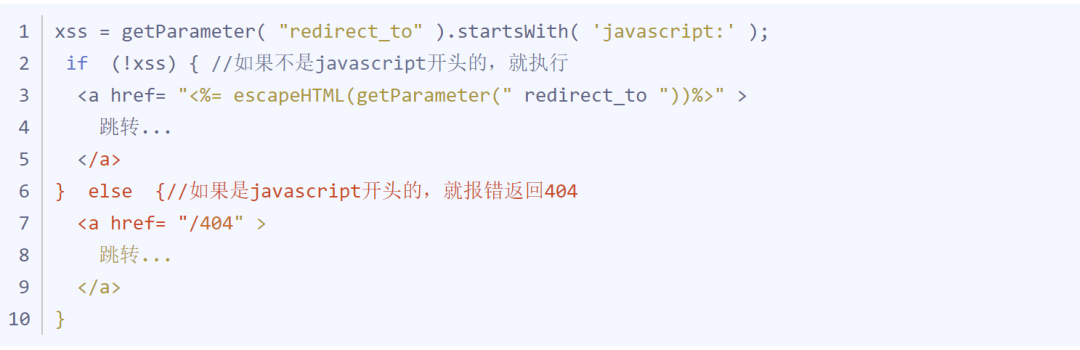 1 xss = getParameter( "redirect_to" ).startsWith( 'javascript:' );
2 if (!xss) { //如果不是javascript开头的，就执行
3 <a href= "<%= escapeHTML(getParameter(" redirect_to "))%>" >
4 跳转...
5 </a>
6 } else {//如果是javascript开头的，就报错返回404
7 <a href= "/404" >
8 跳转...
9 </a>
10 }